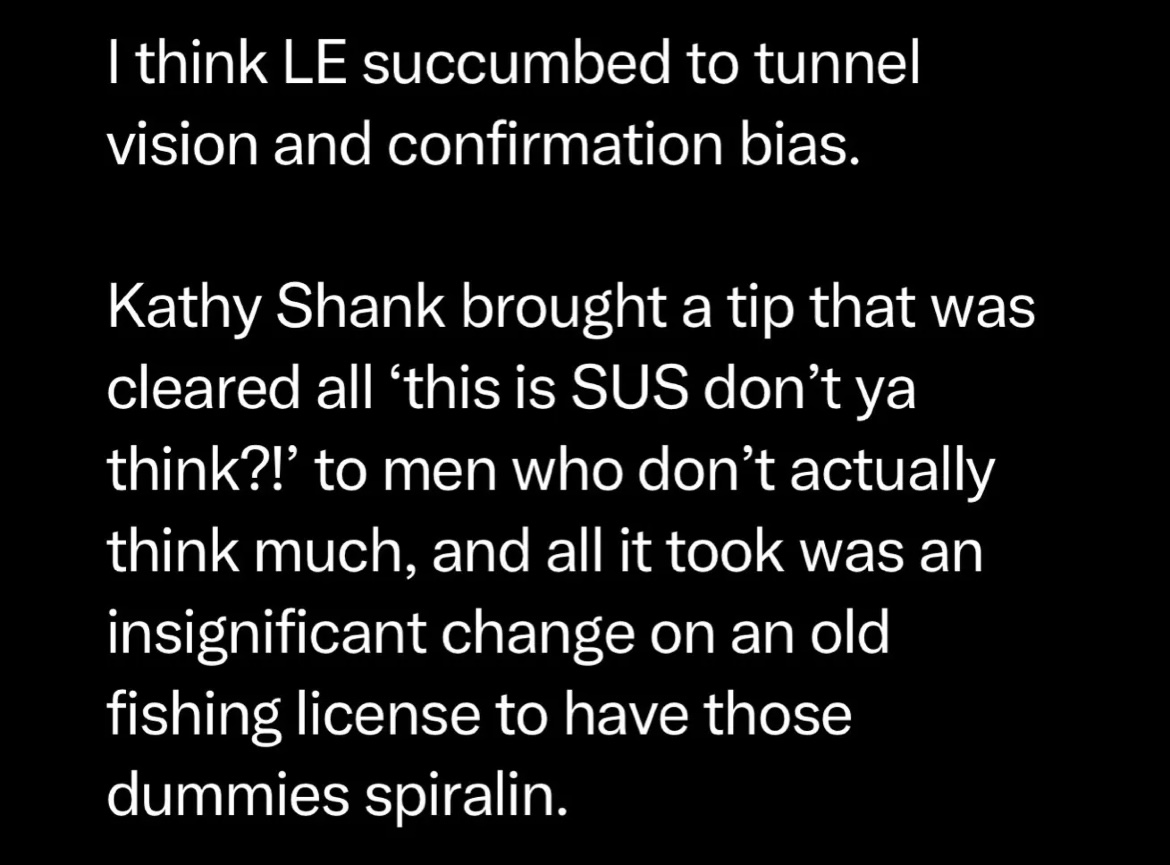 I think LE succumbed to tunnel
vision and confirmation bias.
Kathy Shank brought a tip that was
cleared all ‘this is SUS don’t ya
think?!’ to men who don’t actually
think much, and all it took was an
insignificant change on an old
fishing license to have those
dummies spiralin.